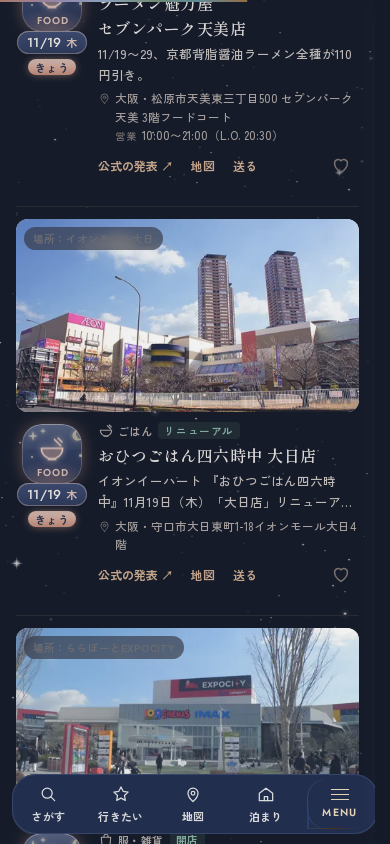 ラーメン魁力屋
FOOD
セブンパーク天美店
11/19 木
きょう
11/19〜29、京都背脂醤油ラーメン全種が110
円引き。
大阪・松原市天美東三丁目500 セブンパーク
天美 3階フードコート
営業 10:00〜21:00（L.O. 20:30）
公式の発表 ↗ 地図 送る
場所：イオン
大日
AEON
ごはん リニューアル
FOOD
おひつごはん四六時中 大日店
11/19 木
きょう
イオンイーハート『おひつごはん四六時
中』11月19日（木）「大日店」リニューア…
大阪・守口市大日東町1-18イオンモール大日4
階
公式の発表 ↗ 地図 送る
場所：ららぽーとEXPOCITY
EXPOCITY
CINEMAS IMAX
さがす 行きたい 地図 泊まり MENU
服・雑貨 開店